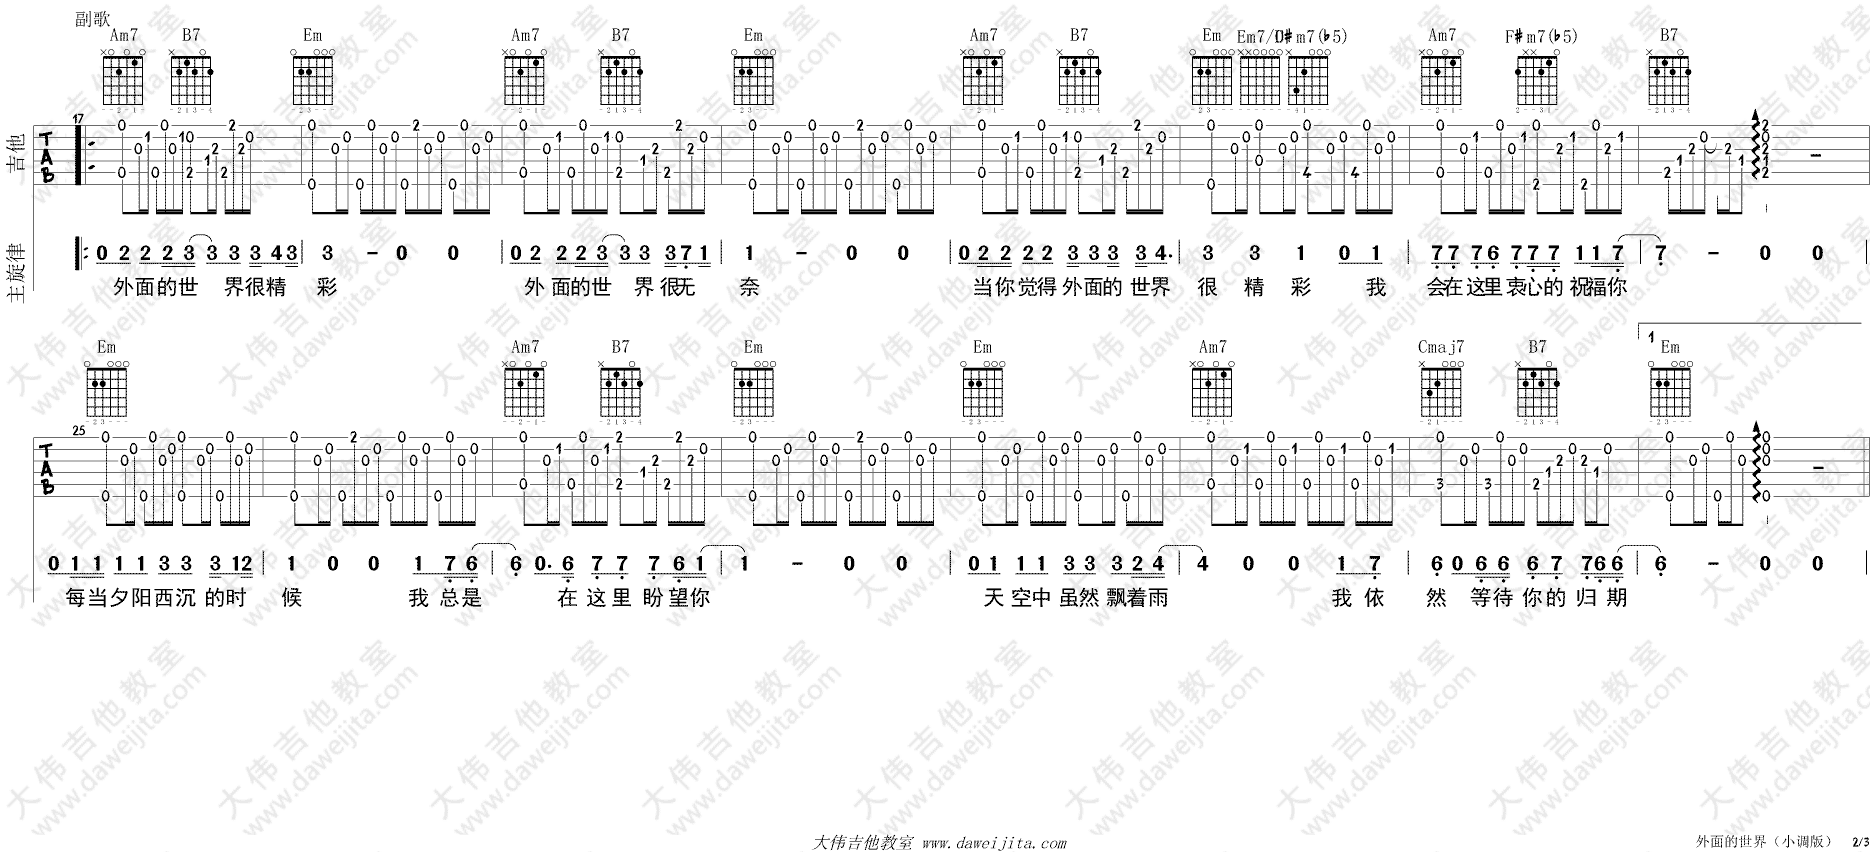 副歌
Am7 B7 Em Am7 B7 Em Am7 B7 Em Em7/D C#m7(b5) Am7 F#m7(b5) B7
17
吉他
TAB
主旋律
0 2 2 2 3 3 3 3 4 3 | 3 - 0 0 | 0 2 2 2 3 3 3 3 7 1 | 1 - 0 0 | 0 2 2 2 2 3 3 3 3 4. | 3 3 1 0 1 | 7 7 7 6 7 7 7 1 1 7 | 7 - 0 0
外面的世 界很精 彩 外面的世 界很无 奈 当你觉得外面的世界 很 精 彩 我 会在这里衷心的祝福你
1
Em Am7 B7 Em Em Am7 Cmaj7 B7 Em
25
TAB
0 1 1 1 1 3 3 3 1 2 | 1 0 0 1 7 6 | 6 0. 6 7 7 7 6 1 | 1 - 0 0 | 0 1 1 1 3 3 3 2 4 | 4 0 0 1 7 | 6 0 6 6 6 7 7 6 6 | 6 - 0 0
每当夕阳西沉的时 候 我总是 在这里盼望你 天空中虽然飘着雨 我依 然 等待你的归期
大伟吉他教室 www.daweijita.com
外面的世界（小调版） 2/3